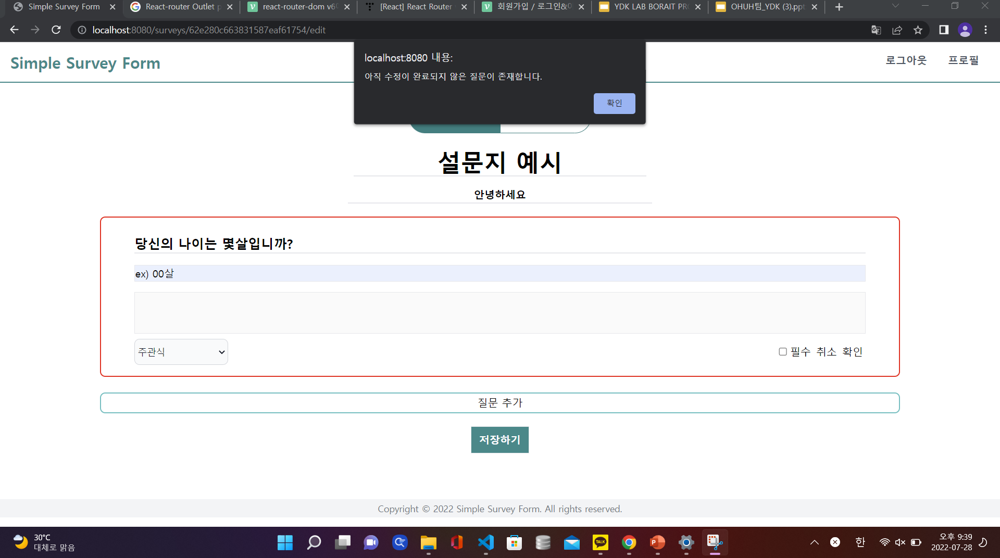 Simple Survey Form
React-router Outlet
react-router-dom v6
[React] React Router
회원가입 / 로그인&
YDK LAB BORAIT
OHUH팀_YDK (3).ppt
localhost:8080/surveys/62e280c663831587eaf61754/edit
localhost:8080 내용:
아직 수정이 완료되지 않은 질문이 존재합니다.
확인
Simple Survey Form
로그아웃
프로필
설문지 예시
안녕하세요
당신의 나이는 몇살입니까?
ex) 00살
주관식
필수 취소 확인
질문 추가
저장하기
Copyright © 2022 Simple Survey Form. All rights reserved.
30°C
대체로 맑음
TALK
한
오후 9:39
2022-07-28